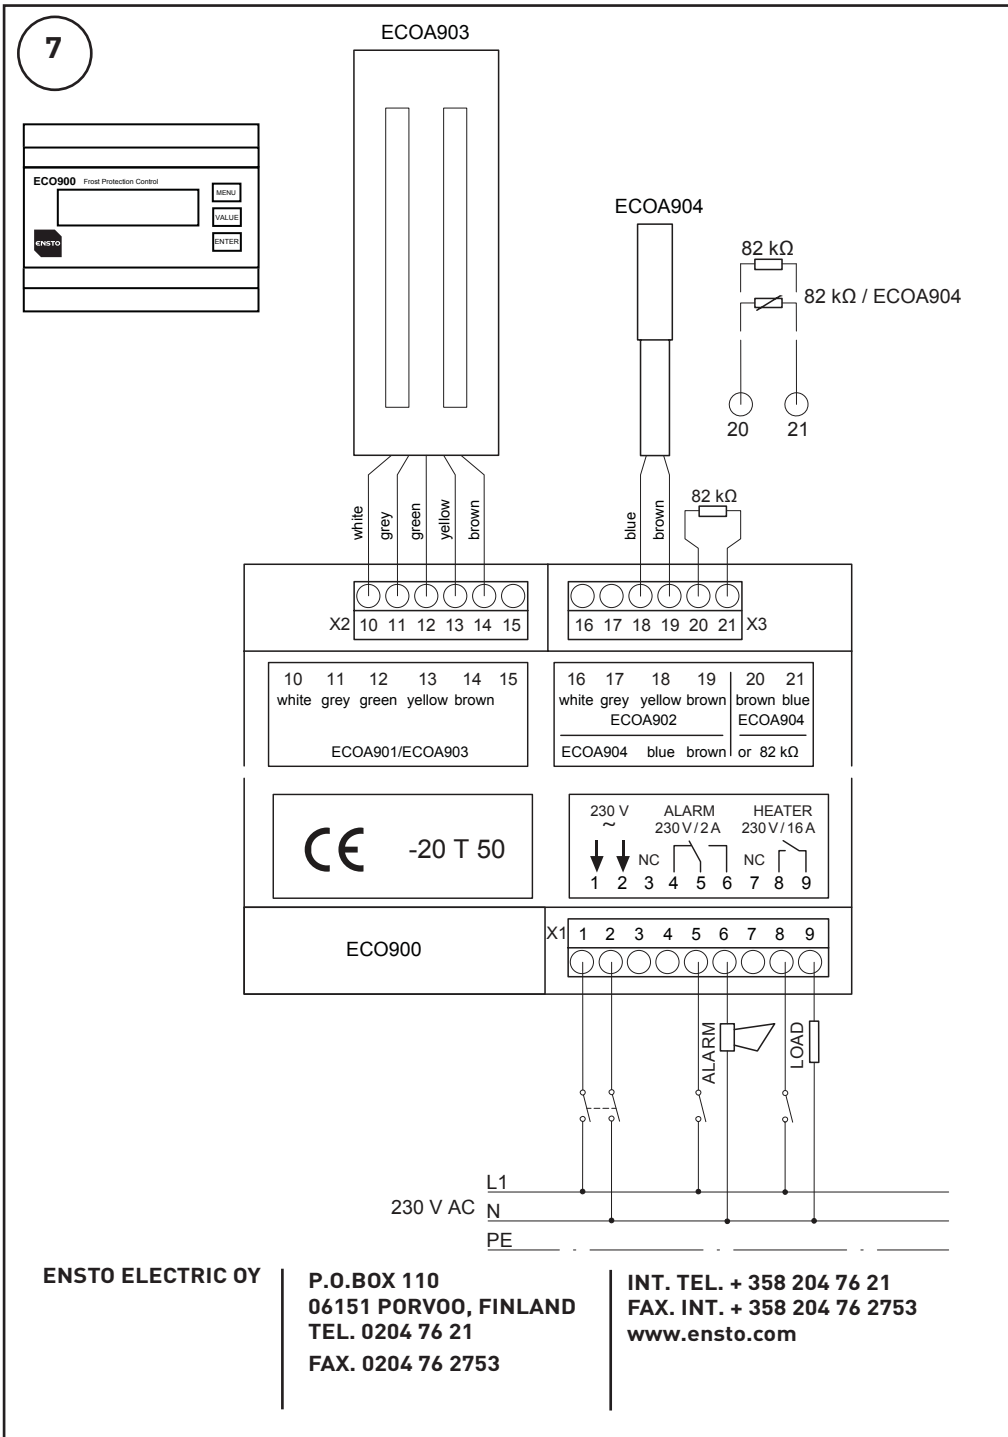 7
ECOA903
ECO900 Frost Protection Control
MENU
VALUE
ENTER
ENSTO
ECOA904
82 kΩ
82 kΩ / ECOA904
20 21
white
grey
green
yellow
brown
blue
brown
82 kΩ
X2 10 11 12 13 14 15
16 17 18 19 20 21 X3
10 11 12 13 14 15
white grey green yellow brown
ECOA901/ECOA903
16 17 18 19 20 21
white grey yellow brown brown blue
ECOA902 ECOA904
ECOA904 blue brown or 82 kΩ
CE -20 T 50
230 V ALARM HEATER
~ 230 V / 2 A 230 V / 16 A
NC NC
1 2 3 4 5 6 7 8 9
ECO900
X1 1 2 3 4 5 6 7 8 9
ALARM
LOAD
L1
230 V AC N
PE
ENSTO ELECTRIC OY
P.O.BOX 110
06151 PORVOO, FINLAND
TEL. 0204 76 21
FAX. 0204 76 2753
INT. TEL. + 358 204 76 21
FAX. INT. + 358 204 76 2753
www.ensto.com